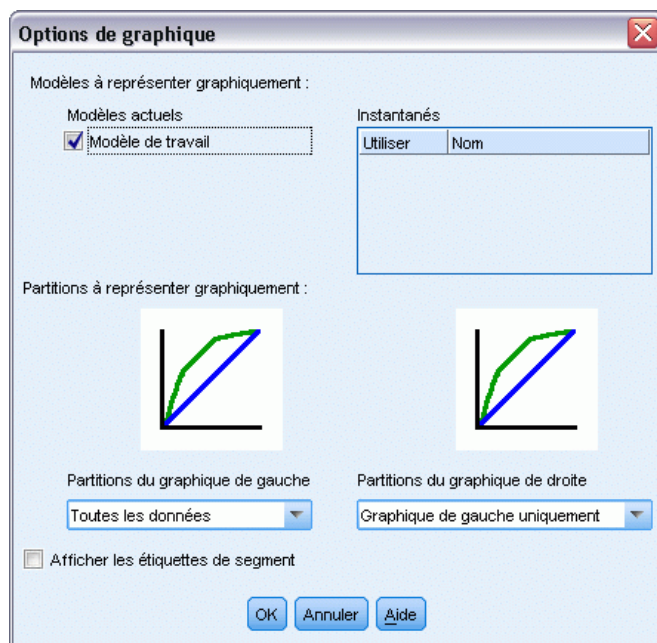 Options de graphique
Modèles à représenter graphiquement :
Modèles actuels
Modèle de travail
Instantanés
Utiliser Nom
Partitions à représenter graphiquement :
Partitions du graphique de gauche
Toutes les données
Partitions du graphique de droite
Graphique de gauche uniquement
Afficher les étiquettes de segment
OK Annuler Aide